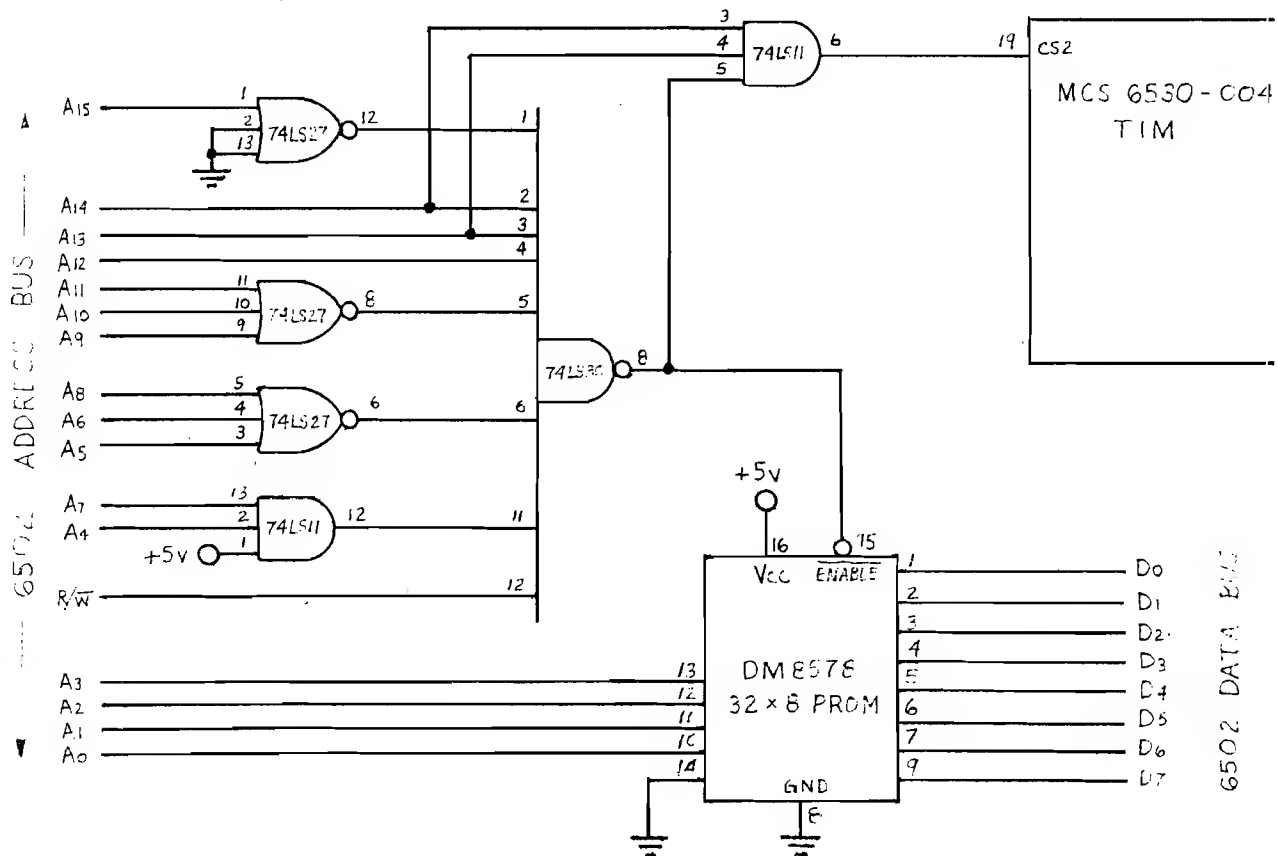 3
4
5
74LS11
6
19
CS2
MCS 6530-004
TIM
A15
1
2
13
74LS27
12
1
A14
2
A13
3
A12
4
A11
A10
A9
11
10
9
74LS27
8
5
A8
A6
A5
5
4
3
74LS27
6
6
74LS30
8
A7
A4
+5v
13
2
1
74LS11
12
11
R/W
12
6502 ADDRESS BUS
+5v
16
15
VCC
ENABLE
DM8578
32 × 8 PROM
GND
8
A3
A2
A1
A0
13
12
11
10
14
1
2
3
4
5
6
7
9
D0
D1
D2
D3
D4
D5
D6
D7
6502 DATA BUS